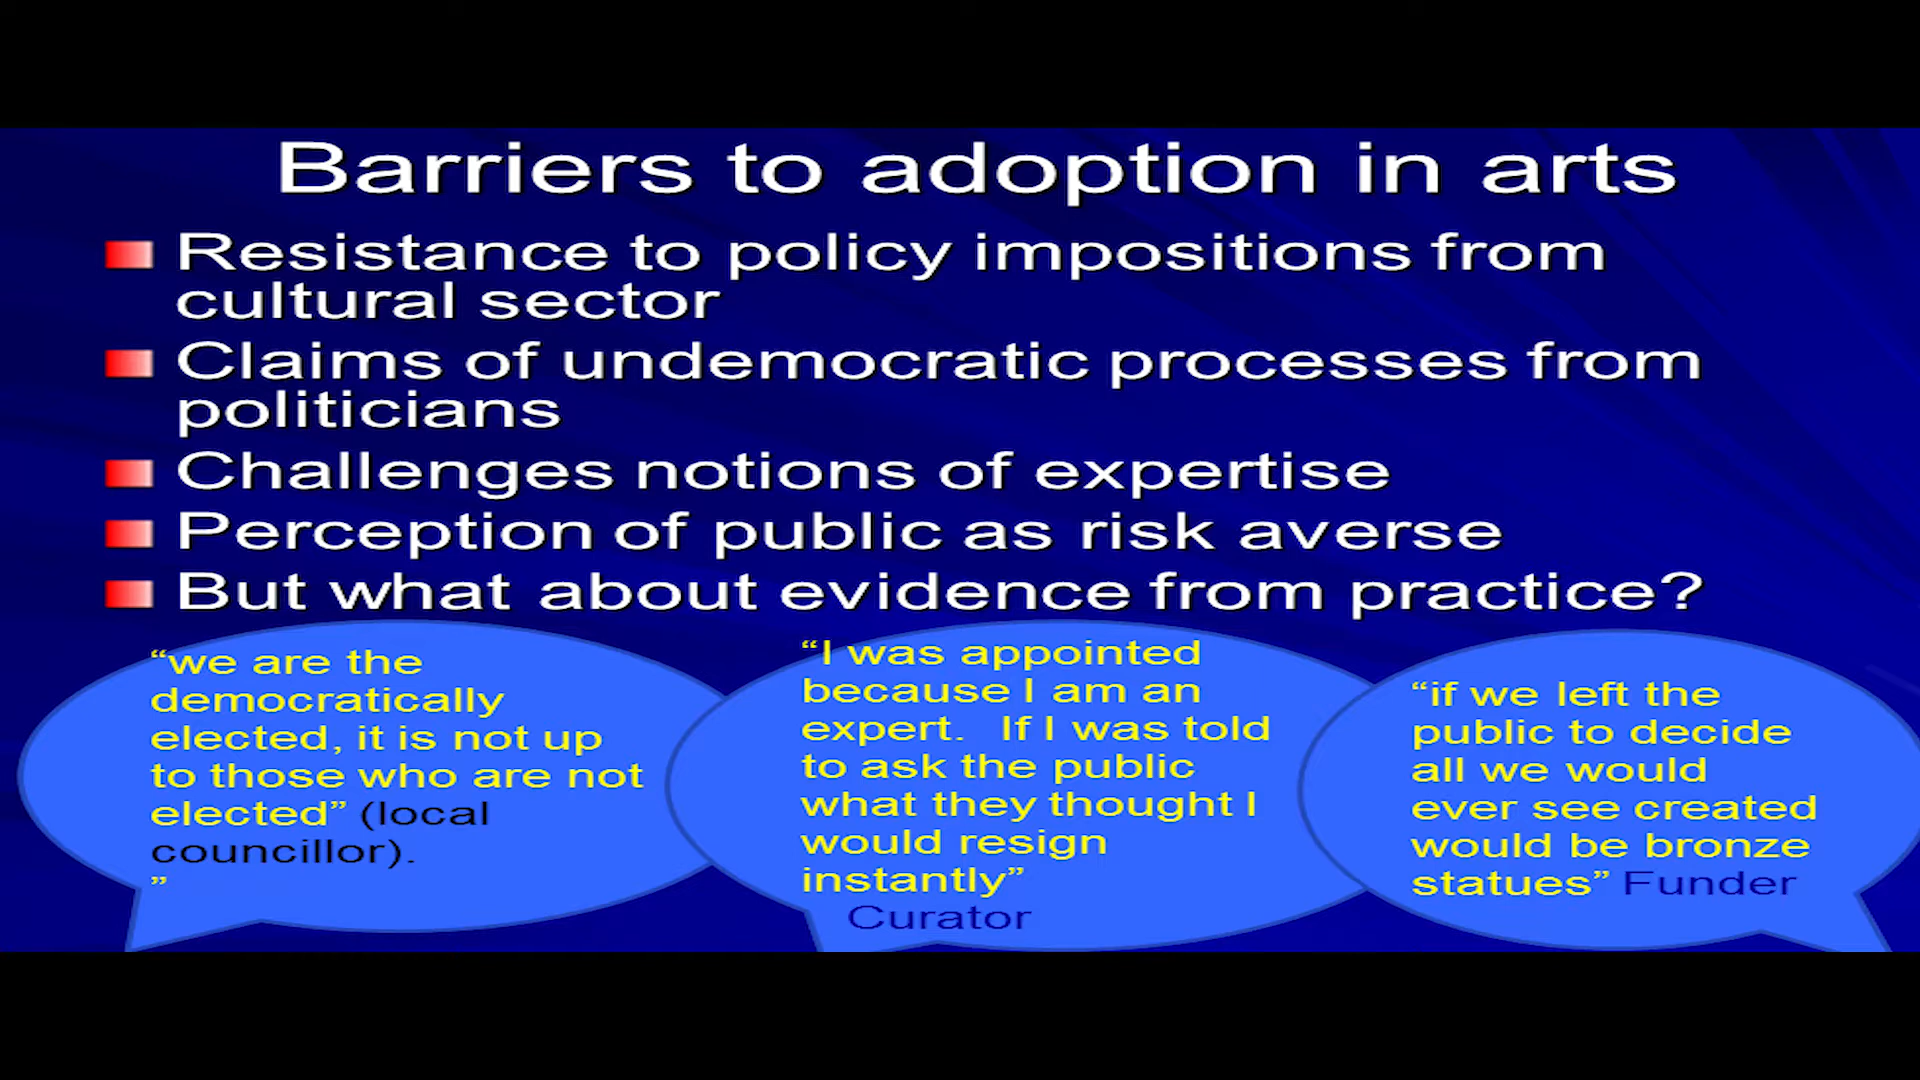 Barriers to adoption in arts
Resistance to policy impositions from
cultural sector
Claims of undemocratic processes from
politicians
Challenges notions of expertise
Perception of public as risk averse
But what about evidence from practice?
“we are the
democratically
elected, it is not up
to those who are not
elected” (local
councillor).
”
“I was appointed
because I am an
expert.  If I was told
to ask the public
what they thought I
would resign
instantly”
Curator
“if we left the
public to decide
all we would
ever see created
would be bronze
statues” Funder